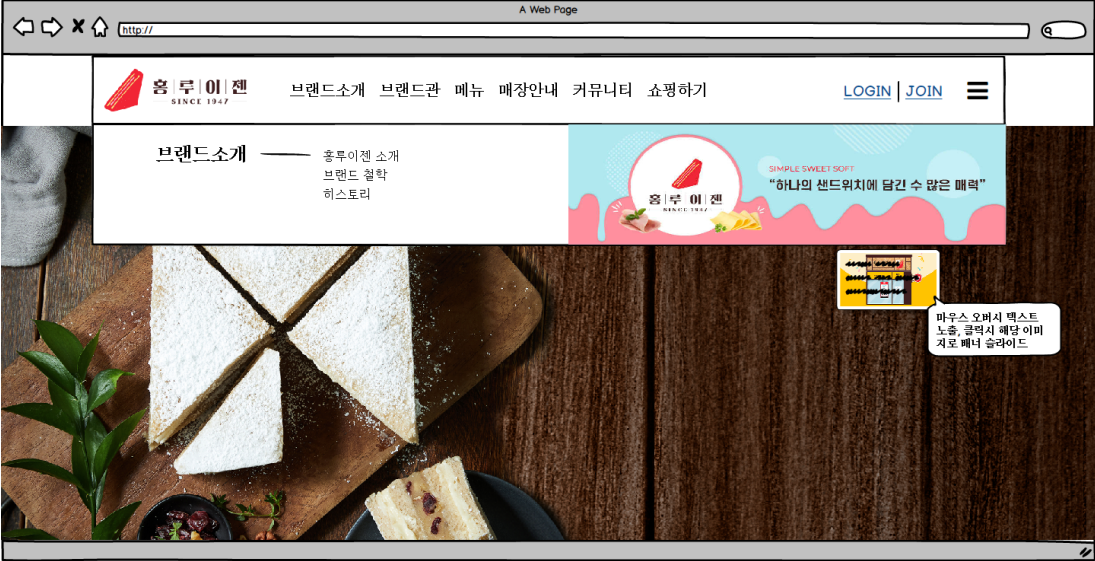 A Web Page
http://
홍루이젠
SINCE 1947
브랜드소개 브랜드관 메뉴 매장안내 커뮤니티 쇼핑하기
LOGIN | JOIN
브랜드소개
홍루이젠 소개
브랜드 철학
히스토리
홍루이젠
SINCE 1947
SIMPLE SWEET SOFT
“하나의 샌드위치에 담긴 수 많은 매력”
마우스 오버시 텍스트
노출, 클릭시 해당 이미
지로 배너 슬라이드